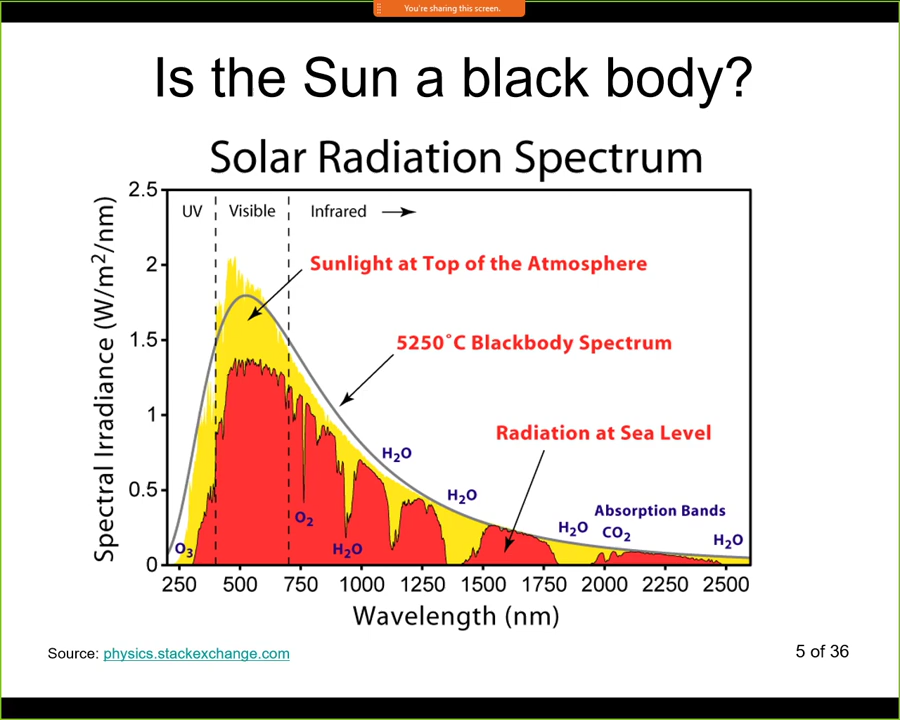 You're sharing this screen.
Is the Sun a black body?
Solar Radiation Spectrum
Spectral Irradiance (W/m²/nm)
2.5
2
1.5
1
0.5
0
UV
Visible
Infrared
Sunlight at Top of the Atmosphere
5250˚C Blackbody Spectrum
Radiation at Sea Level
H₂O
H₂O
Absorption Bands
H₂O
CO₂
H₂O
O₂
O₃
H₂O
250 500 750 1000 1250 1500 1750 2000 2250 2500
Wavelength (nm)
Source: physics.stackexchange.com
5 of 36